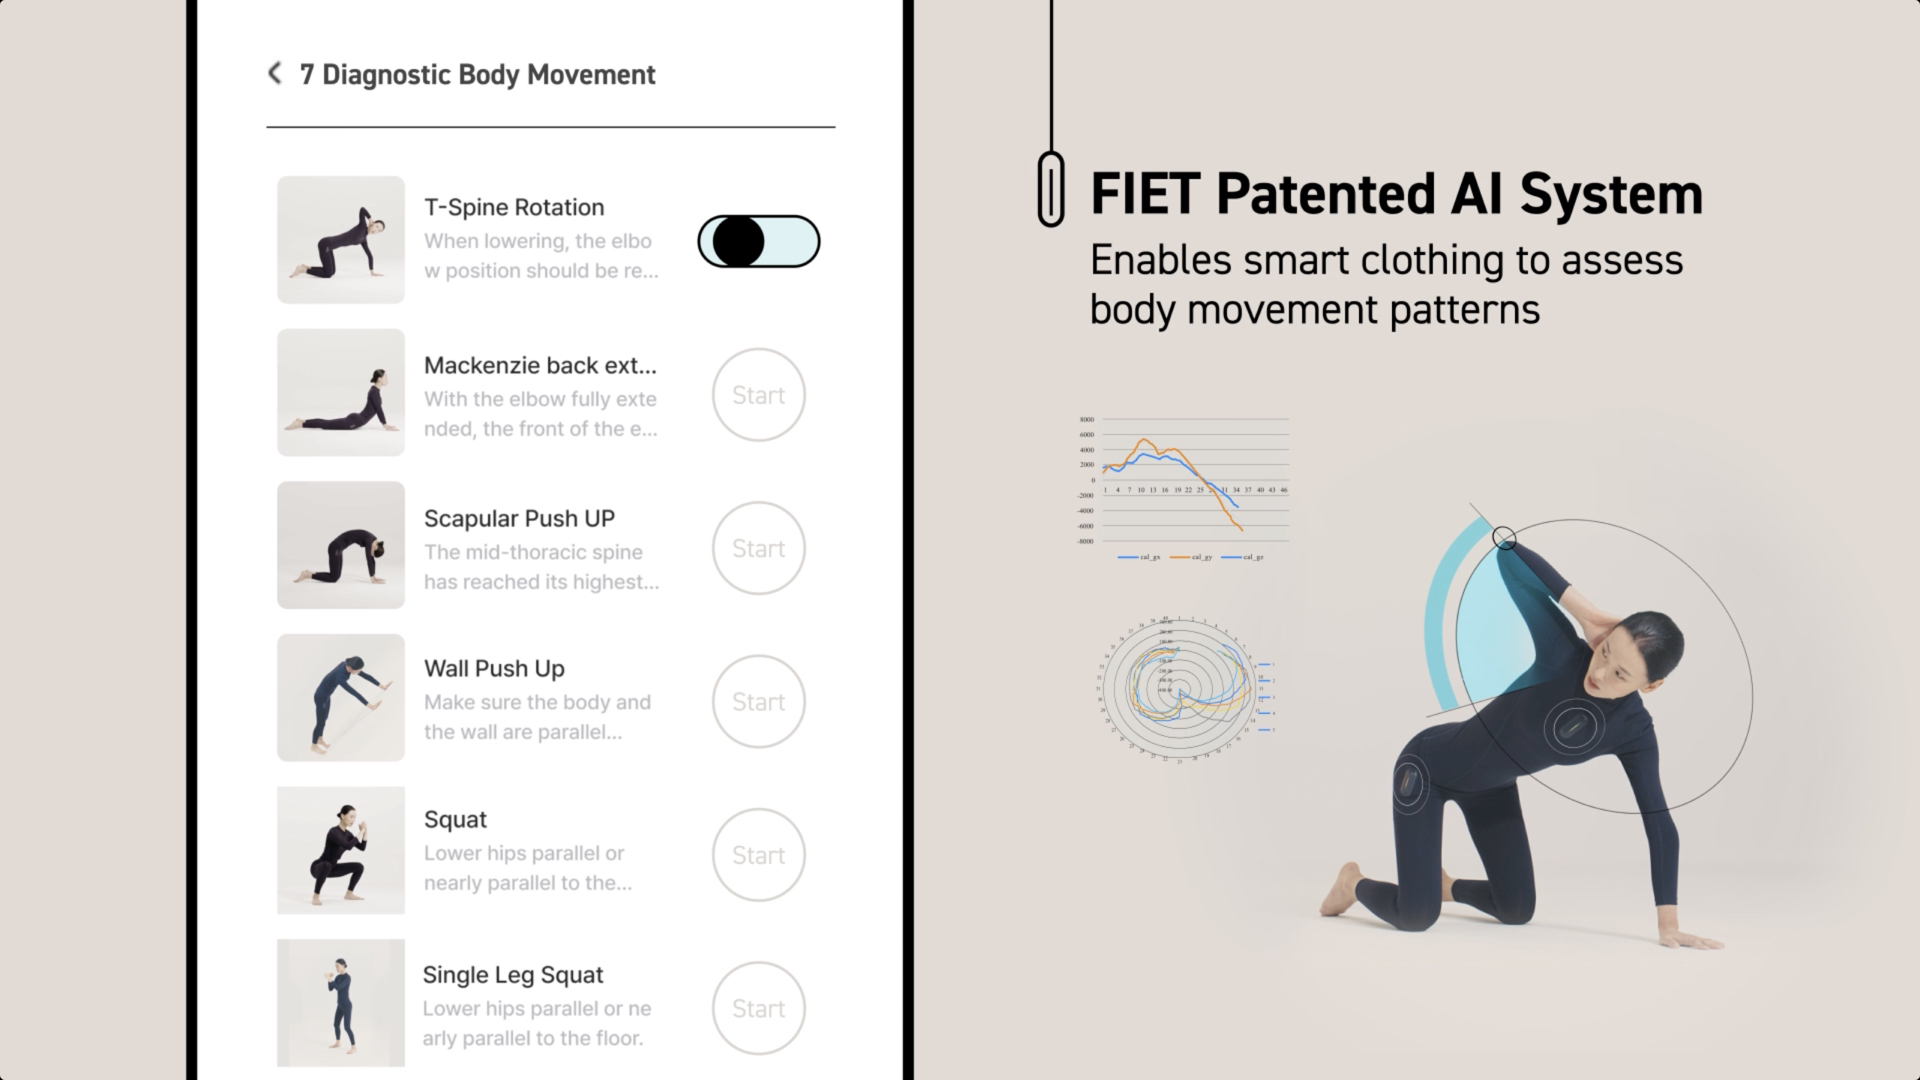 7 Diagnostic Body Movement
T-Spine Rotation
When lowering, the elbo
w position should be re...
Mackenzie back ext...
With the elbow fully exte
nded, the front of the e...
Start
Scapular Push UP
The mid-thoracic spine
has reached its highest...
Start
Wall Push Up
Make sure the body and
the wall are parallel...
Start
Squat
Lower hips parallel or
nearly parallel to the...
Start
Single Leg Squat
Lower hips parallel or ne
arly parallel to the floor.
Start
FIET Patented AI System
Enables smart clothing to assess
body movement patterns
8000
6000
4000
2000
0
1 4 7 10 13 16 19 22 25 31 34 37 40 43 46
-2000
-4000
-6000
-8000
cal_gx cal_gy cal_gz